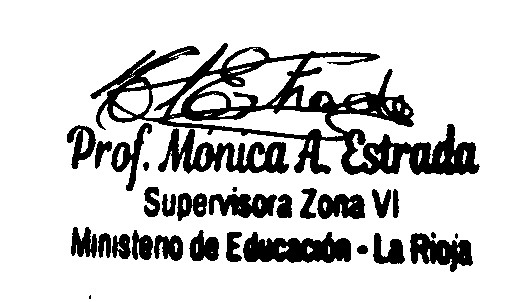 Prof. Mónica A. Estrada
Supervisora Zona VI
Ministerio de Educación - La Rioja